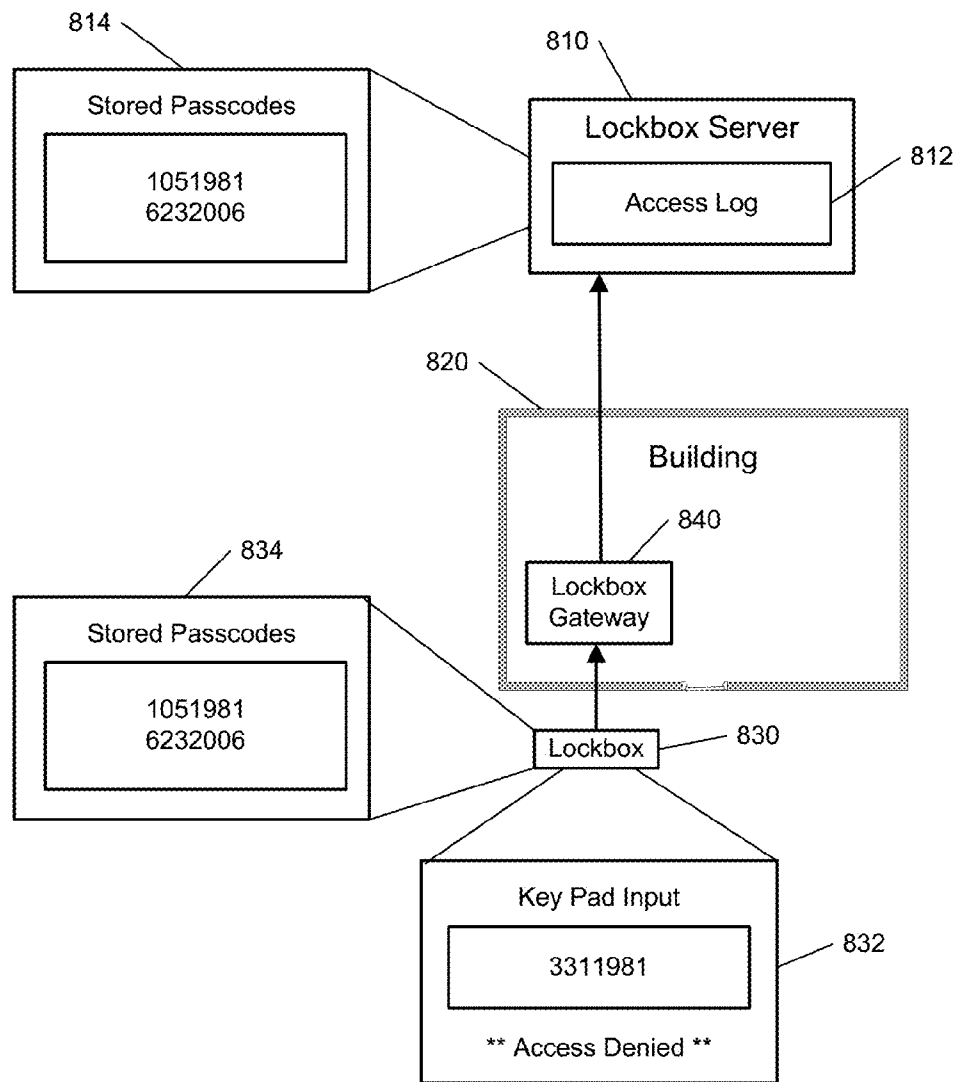 814
810
Stored Passcodes
1051981
6232006
Lockbox Server
812
Access Log
820
Building
840
Lockbox
Gateway
834
Stored Passcodes
1051981
6232006
Lockbox
830
Key Pad Input
3311981
832
** Access Denied **